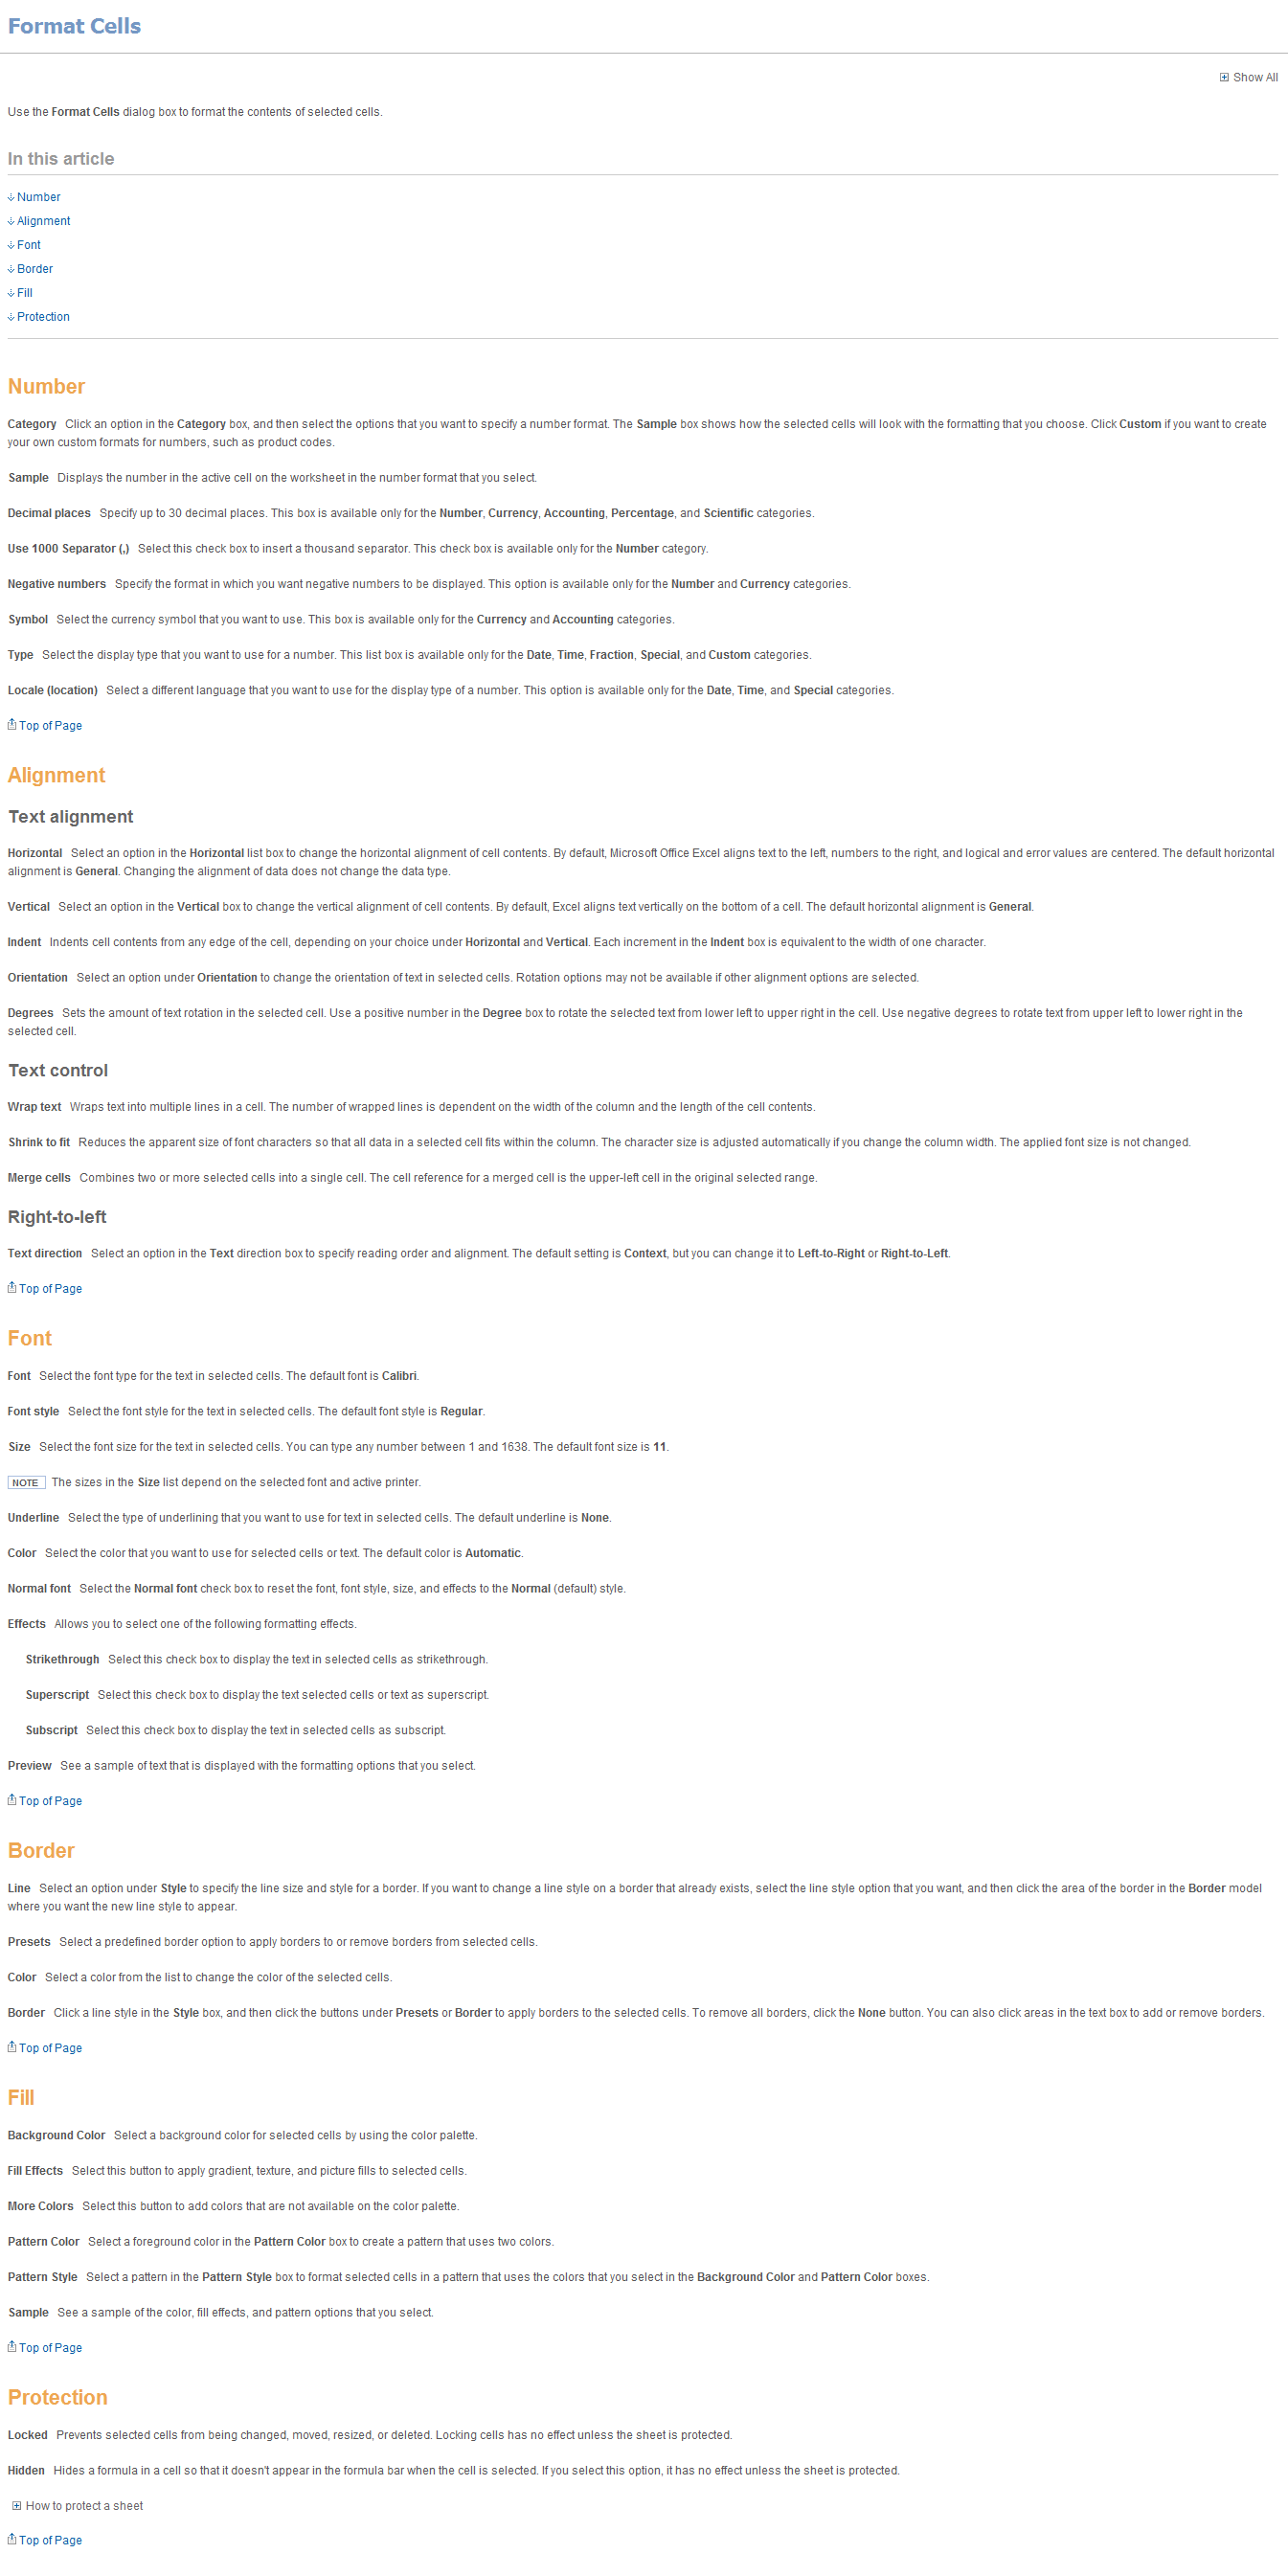 Format Cells
Show All
Use the Format Cells dialog box to format the contents of selected cells.
In this article
Number
Alignment
Font
Border
Fill
Protection
Number
Category Click an option in the Category box, and then select the options that you want to specify a number format. The Sample box shows how the selected cells will look with the formatting that you choose. Click Custom if you want to create
your own custom formats for numbers, such as product codes.
Sample Displays the number in the active cell on the worksheet in the number format that you select.
Decimal places Specify up to 30 decimal places. This box is available only for the Number, Currency, Accounting, Percentage, and Scientific categories.
Use 1000 Separator (,) Select this check box to insert a thousand separator. This check box is available only for the Number category.
Negative numbers Specify the format in which you want negative numbers to be displayed. This option is available only for the Number and Currency categories.
Symbol Select the currency symbol that you want to use. This box is available only for the Currency and Accounting categories.
Type Select the display type that you want to use for a number. This list box is available only for the Date, Time, Fraction, Special, and Custom categories.
Locale (location) Select a different language that you want to use for the display type of a number. This option is available only for the Date, Time, and Special categories.
Top of Page
Alignment
Text alignment
Horizontal Select an option in the Horizontal list box to change the horizontal alignment of cell contents. By default, Microsoft Office Excel aligns text to the left, numbers to the right, and logical and error values are centered. The default horizontal
alignment is General. Changing the alignment of data does not change the data type.
Vertical Select an option in the Vertical box to change the vertical alignment of cell contents. By default, Excel aligns text vertically on the bottom of a cell. The default horizontal alignment is General.
Indent Indents cell contents from any edge of the cell, depending on your choice under Horizontal and Vertical. Each increment in the Indent box is equivalent to the width of one character.
Orientation Select an option under Orientation to change the orientation of text in selected cells. Rotation options may not be available if other alignment options are selected.
Degrees Sets the amount of text rotation in the selected cell. Use a positive number in the Degree box to rotate the selected text from lower left to upper right in the cell. Use negative degrees to rotate text from upper left to lower right in the
selected cell.
Text control
Wrap text Wraps text into multiple lines in a cell. The number of wrapped lines is dependent on the width of the column and the length of the cell contents.
Shrink to fit Reduces the apparent size of font characters so that all data in a selected cell fits within the column. The character size is adjusted automatically if you change the column width. The applied font size is not changed.
Merge cells Combines two or more selected cells into a single cell. The cell reference for a merged cell is the upper-left cell in the original selected range.
Right-to-left
Text direction Select an option in the Text direction box to specify reading order and alignment. The default setting is Context, but you can change it to Left-to-Right or Right-to-Left.
Top of Page
Font
Font Select the font type for the text in selected cells. The default font is Calibri.
Font style Select the font style for the text in selected cells. The default font style is Regular.
Size Select the font size for the text in selected cells. You can type any number between 1 and 1638. The default font size is 11.
NOTE The sizes in the Size list depend on the selected font and active printer.
Underline Select the type of underlining that you want to use for text in selected cells. The default underline is None.
Color Select the color that you want to use for selected cells or text. The default color is Automatic.
Normal font Select the Normal font check box to reset the font, font style, size, and effects to the Normal (default) style.
Effects Allows you to select one of the following formatting effects.
Strikethrough Select this check box to display the text in selected cells as strikethrough.
Superscript Select this check box to display the text selected cells or text as superscript.
Subscript Select this check box to display the text in selected cells as subscript.
Preview See a sample of text that is displayed with the formatting options that you select.
Top of Page
Border
Line Select an option under Style to specify the line size and style for a border. If you want to change a line style on a border that already exists, select the line style option that you want, and then click the area of the border in the Border model
where you want the new line style to appear.
Presets Select a predefined border option to apply borders to or remove borders from selected cells.
Color Select a color from the list to change the color of the selected cells.
Border Click a line style in the Style box, and then click the buttons under Presets or Border to apply borders to the selected cells. To remove all borders, click the None button. You can also click areas in the text box to add or remove borders.
Top of Page
Fill
Background Color Select a background color for selected cells by using the color palette.
Fill Effects Select this button to apply gradient, texture, and picture fills to selected cells.
More Colors Select this button to add colors that are not available on the color palette.
Pattern Color Select a foreground color in the Pattern Color box to create a pattern that uses two colors.
Pattern Style Select a pattern in the Pattern Style box to format selected cells in a pattern that uses the colors that you select in the Background Color and Pattern Color boxes.
Sample See a sample of the color, fill effects, and pattern options that you select.
Top of Page
Protection
Locked Prevents selected cells from being changed, moved, resized, or deleted. Locking cells has no effect unless the sheet is protected.
Hidden Hides a formula in a cell so that it doesn't appear in the formula bar when the cell is selected. If you select this option, it has no effect unless the sheet is protected.
How to protect a sheet
Top of Page